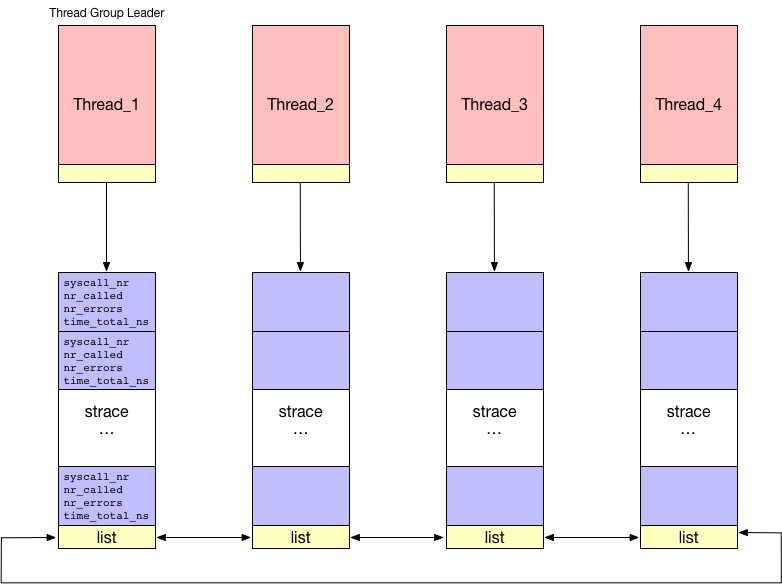 Thread Group Leader
Thread_1
Thread_2
Thread_3
Thread_4
syscall_nr
nr_called
nr_errors
time_total_ns
syscall_nr
nr_called
nr_errors
time_total_ns
strace
...
strace
...
strace
...
strace
...
syscall_nr
nr_called
nr_errors
time_total_ns
list
list
list
list